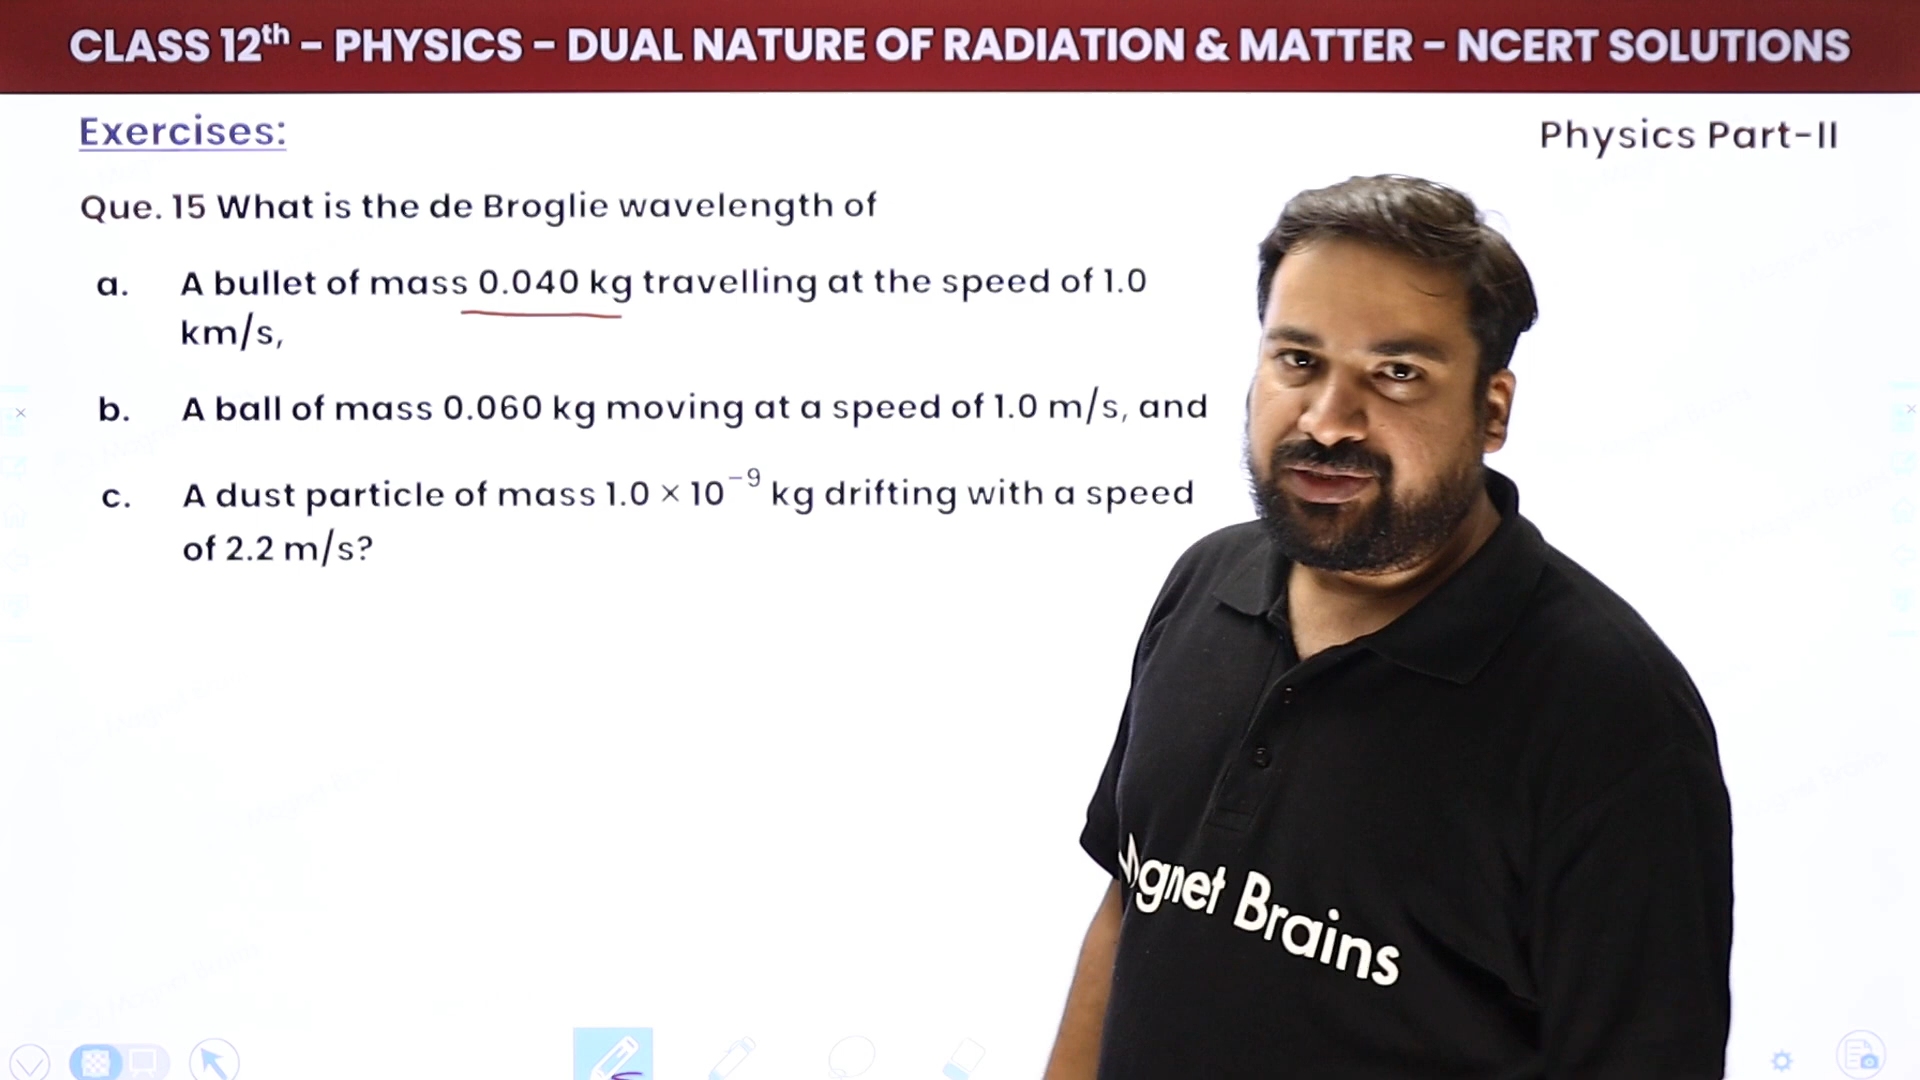 CLASS 12th – PHYSICS – DUAL NATURE OF RADIATION & MATTER – NCERT SOLUTIONS
Exercises:
Physics Part-II
Que. 15 What is the de Broglie wavelength of
a. A bullet of mass 0.040 kg travelling at the speed of 1.0
km/s,
b. A ball of mass 0.060 kg moving at a speed of 1.0 m/s, and
c. A dust particle of mass 1.0 × 10⁻⁹ kg drifting with a speed
of 2.2 m/s?
gnet Brains